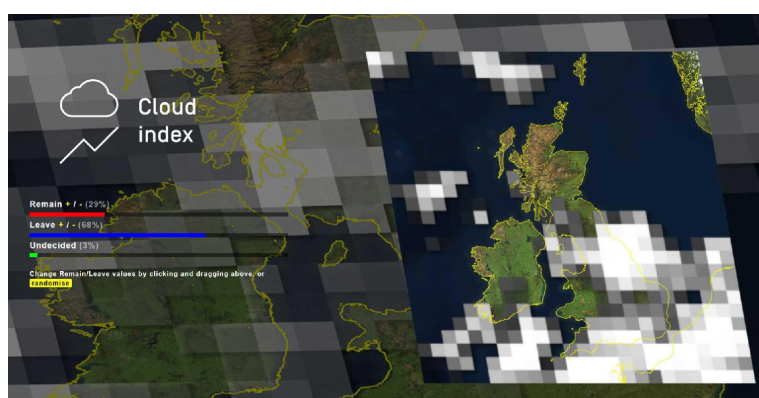 Cloud
index
Remain + / - (29%)
Leave + / - (68%)
Undecided (3%)
Change Remain/Leave values by clicking and dragging above, or
randomise